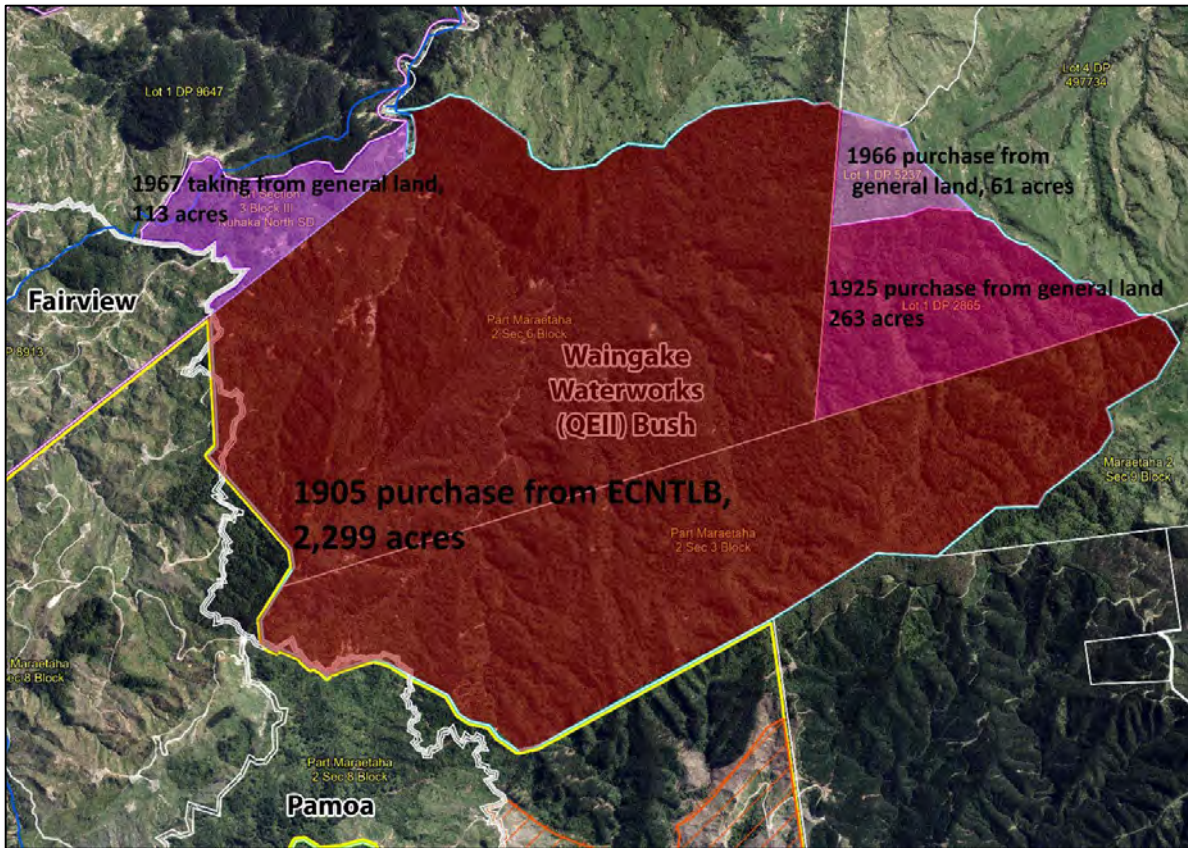 Lot 1 DP 9647
Lot 4 DP
497734
1967 taking from general land,
113 acres
Section
3 Block III
Nuhaka North SD
1966 purchase from
general land, 61 acres
Lot 1 DP 5237
Fairview
1925 purchase from general land
Lot 1 DP 2865
263 acres
Part Maraetaha
2 Sec 6 Block
Waingake
Waterworks
(QEII) Bush
P 8913
1905 purchase from ECNTLB,
2,299 acres
Maraetaha 2
Sec 9 Block
Part Maraetaha
2 Sec 3 Block
Maraetaha
ec 8 Block
Part Maraetaha
2 Sec 8 Block
Pamoa